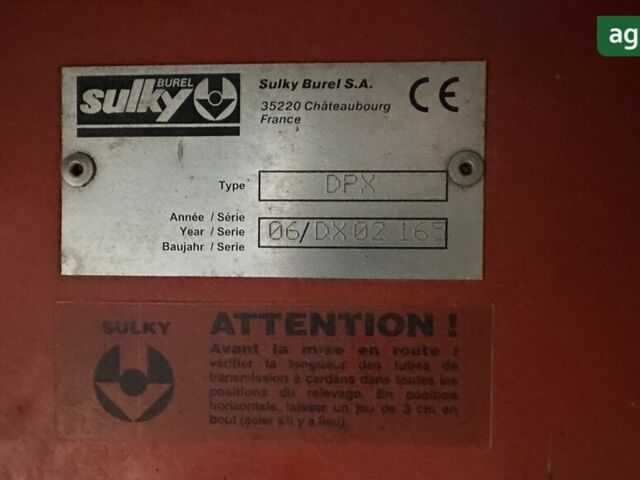 BUREL
sulky
Sulky Burel S.A.
35220 Châteaubourg
France
CE
Type DPX
Année / Série
Year / Serie 06/DX02 165
Baujahr / Serie
SULKY
ATTENTION !
Avant la mise en route :
vérifier la longueur des tubes de
transmission à cardans dans toutes les
positions du relevage. En position
horizontale, laisser un jeu de 3 cm en
bout (scier s'il y a lieu).
ag